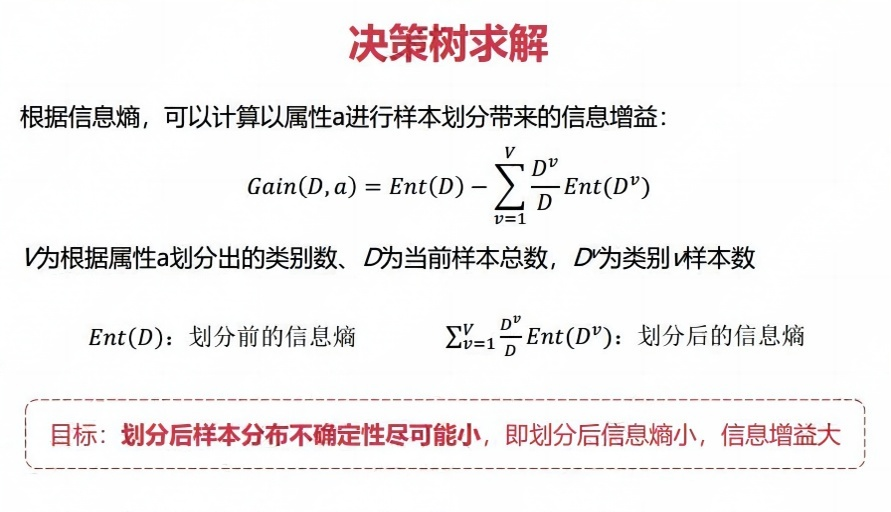 决策树求解
根据信息熵，可以计算以属性a进行样本划分带来的信息增益：
Gain(D, a) = Ent(D) − ∑_{v=1}^{V} \frac{D^v}{D} Ent(D^v)
V为根据属性a划分出的类别数、D为当前样本总数，D^v为类别v样本数
Ent(D)：划分前的信息熵
∑_{v=1}^{V} \frac{D^v}{D} Ent(D^v)：划分后的信息熵
目标：划分后样本分布不确定性尽可能小，即划分后信息熵小，信息增益大